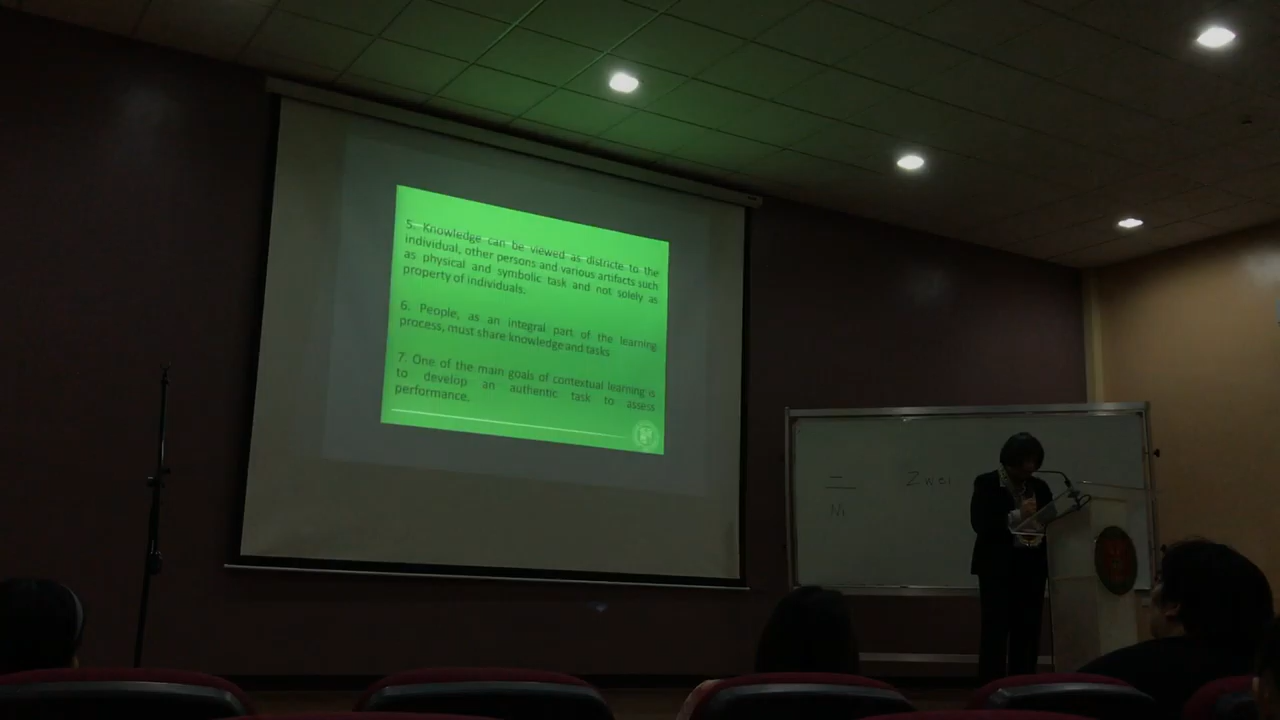 5. Knowledge can be viewed as districte to the
individual, other persons and various artifacts such
as physical and symbolic task and not solely as
property of individuals.
6. People, as an integral part of the learning
process, must share knowledge and tasks
7. One of the main goals of contextual learning is
to develop an authentic task to assess
performance.
二 Zwei